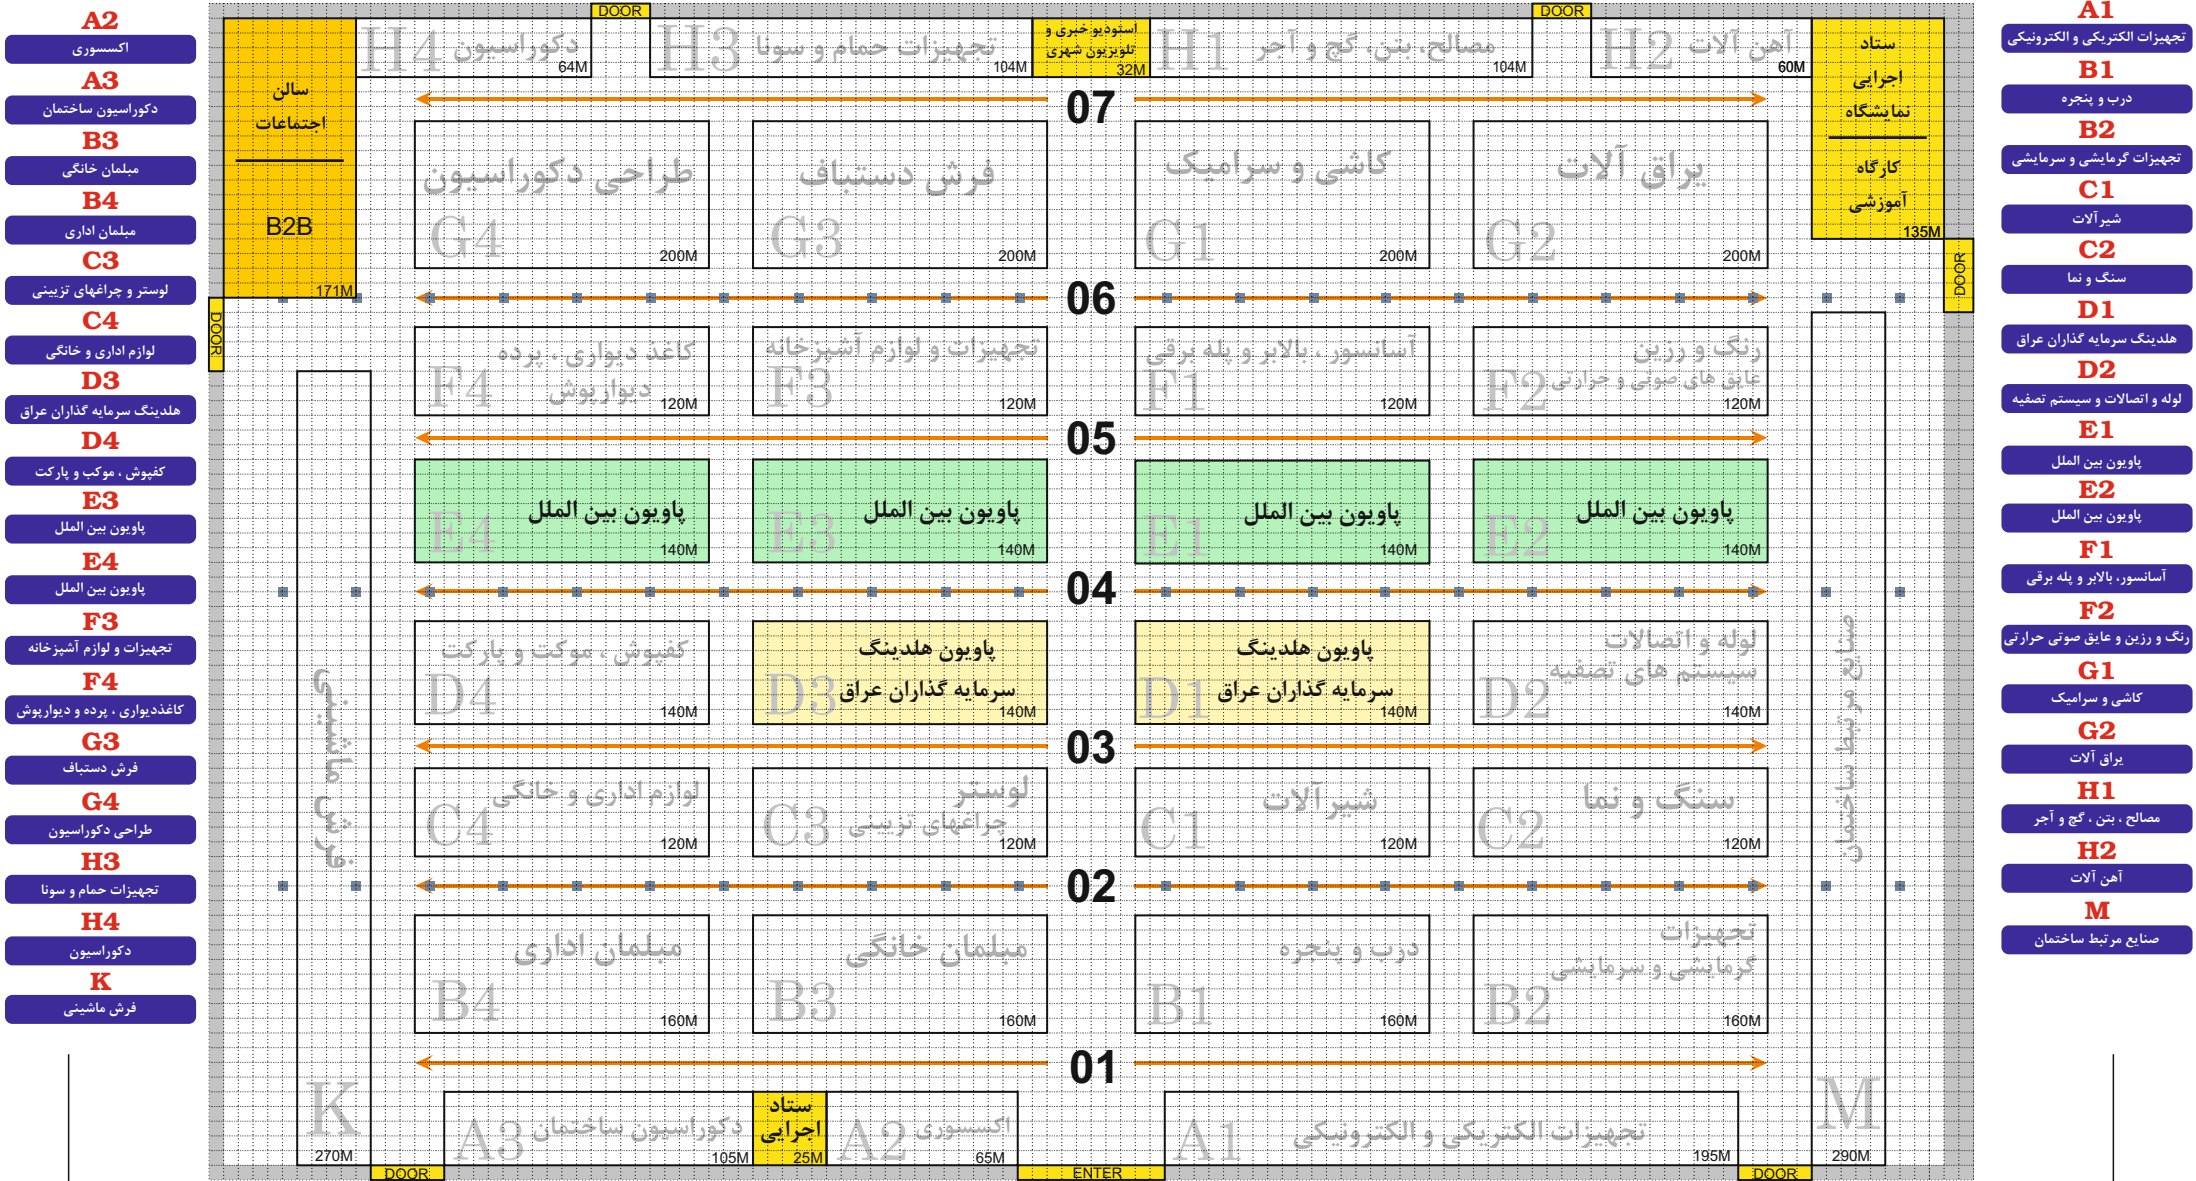 A2
اکسسوری
A3
دکوراسیون ساختمان
B3
مبلمان خانگی
B4
مبلمان اداری
C3
لوستر و چراغهای تزیینی
C4
لوازم اداری و خانگی
D3
هلدینگ سرمایه گذاران عراق
D4
کفپوش ، موکب و پارکت
E3
پاویون بین الملل
E4
پاویون بین الملل
F3
تجهیزات و لوازم آشپزخانه
F4
کاغذدیواری ، پرده و دیوارپوش
G3
فرش دستباف
G4
طراحی دکوراسیون
H3
تجهیزات حمام و سونا
H4
دکوراسیون
K
فرش ماشینی
DOOR
DOOR
سالن
اجتماعات
B2B
171M
H4 دکوراسیون
64M
H3 تجهیزات حمام و سونا
104M
استودیو خبری و
تلویزیون شهری
32M
H1 مصالح، بتن، گچ و آجر
104M
H2 آهن آلات
60M
ستاد
اجرایی
نمایشگاه
کارگاه
آموزشی
135M
07
طراحی دکوراسیون
G4
200M
فرش دستباف
G3
200M
کاشی و سرامیک
G1
200M
یراق آلات
G2
200M
DOOR
DOOR
06
کاغذ دیواری ، پرده
دیوارپوش
F4
120M
تجهیزات و لوازم آشپزخانه
F3
120M
آسانسور ، بالابر و پله برقی
F1
120M
رنگ و رزین
عایق های صوتی و حرارتی
F2
120M
05
پاویون بین الملل
E4
140M
پاویون بین الملل
E3
140M
پاویون بین الملل
E1
140M
پاویون بین الملل
E2
140M
04
کفپوش ، موکت و پارکت
D4
140M
پاویون هلدینگ
سرمایه گذاران عراق
D3
140M
پاویون هلدینگ
سرمایه گذاران عراق
D1
140M
لوله و اتصالات
سیستم های تصفیه
D2
140M
03
لوازم اداری و خانگی
C4
120M
لوستر
چراغهای تزیینی
C3
120M
شیرآلات
C1
120M
سنگ و نما
C2
120M
02
مبلمان اداری
B4
160M
مبلمان خانگی
B3
160M
درب و پنجره
B1
160M
تجهیزات
گرمایشی و سرمایشی
B2
160M
01
فرش ماشینی
K
270M
A3 دکوراسیون ساختمان
105M
ستاد
اجرایی
25M
A2 اکسسوری
65M
A1 تجهیزات الکتریکی و الکترونیکی
195M
صنایع مرتبط ساختمان
M
290M
DOOR
ENTER
DOOR
A1
تجهیزات الکتریکی و الکترونیکی
B1
درب و پنجره
B2
تجهیزات گرمایشی و سرمایشی
C1
شیرآلات
C2
سنگ و نما
D1
هلدینگ سرمایه گذاران عراق
D2
لوله و اتصالات و سیستم تصفیه
E1
پاویون بین الملل
E2
پاویون بین الملل
F1
آسانسور، بالابر و پله برقی
F2
رنگ و رزین و عایق صوتی حرارتی
G1
کاشی و سرامیک
G2
یراق آلات
H1
مصالح ، بتن ، گچ و آجر
H2
آهن آلات
M
صنایع مرتبط ساختمان